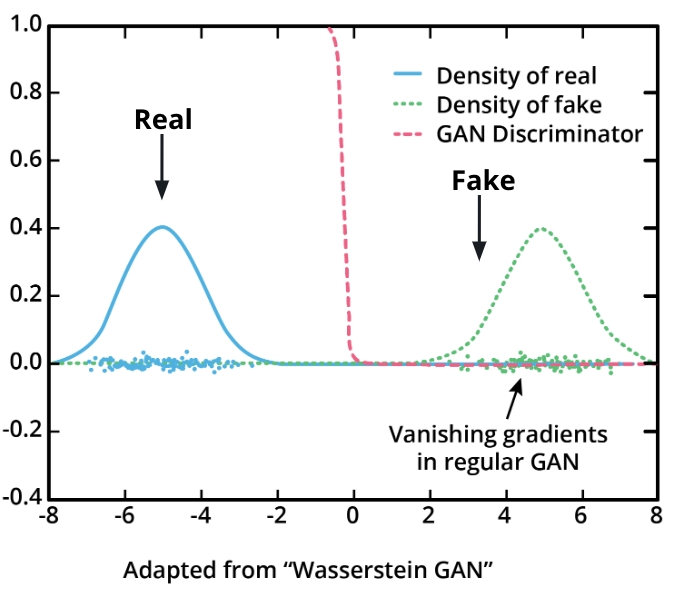 1.0
0.8
0.6
0.4
0.2
0.0
-0.2
-0.4
-8
-6
-4
-2
0
2
4
6
8
Density of real
Density of fake
GAN Discriminator
Real
Fake
Vanishing gradients
in regular GAN
Adapted from “Wasserstein GAN”